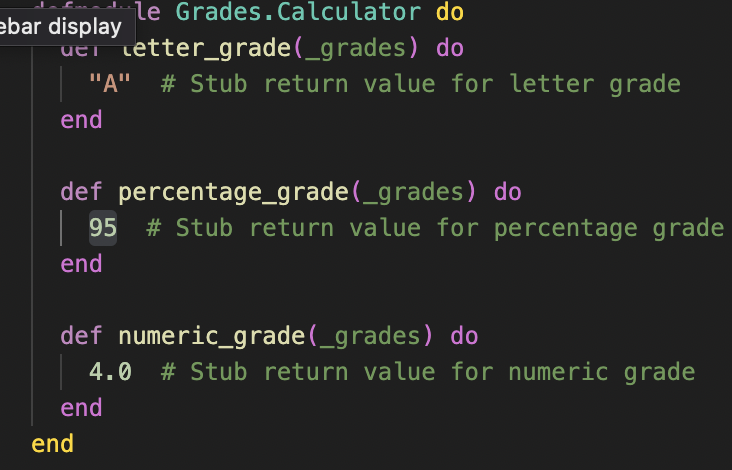 le Grades.Calculator do
ebar display
def letter_grade(_grades) do
"A"  # Stub return value for letter grade
end
def percentage_grade(_grades) do
95  # Stub return value for percentage grade
end
def numeric_grade(_grades) do
4.0  # Stub return value for numeric grade
end
end